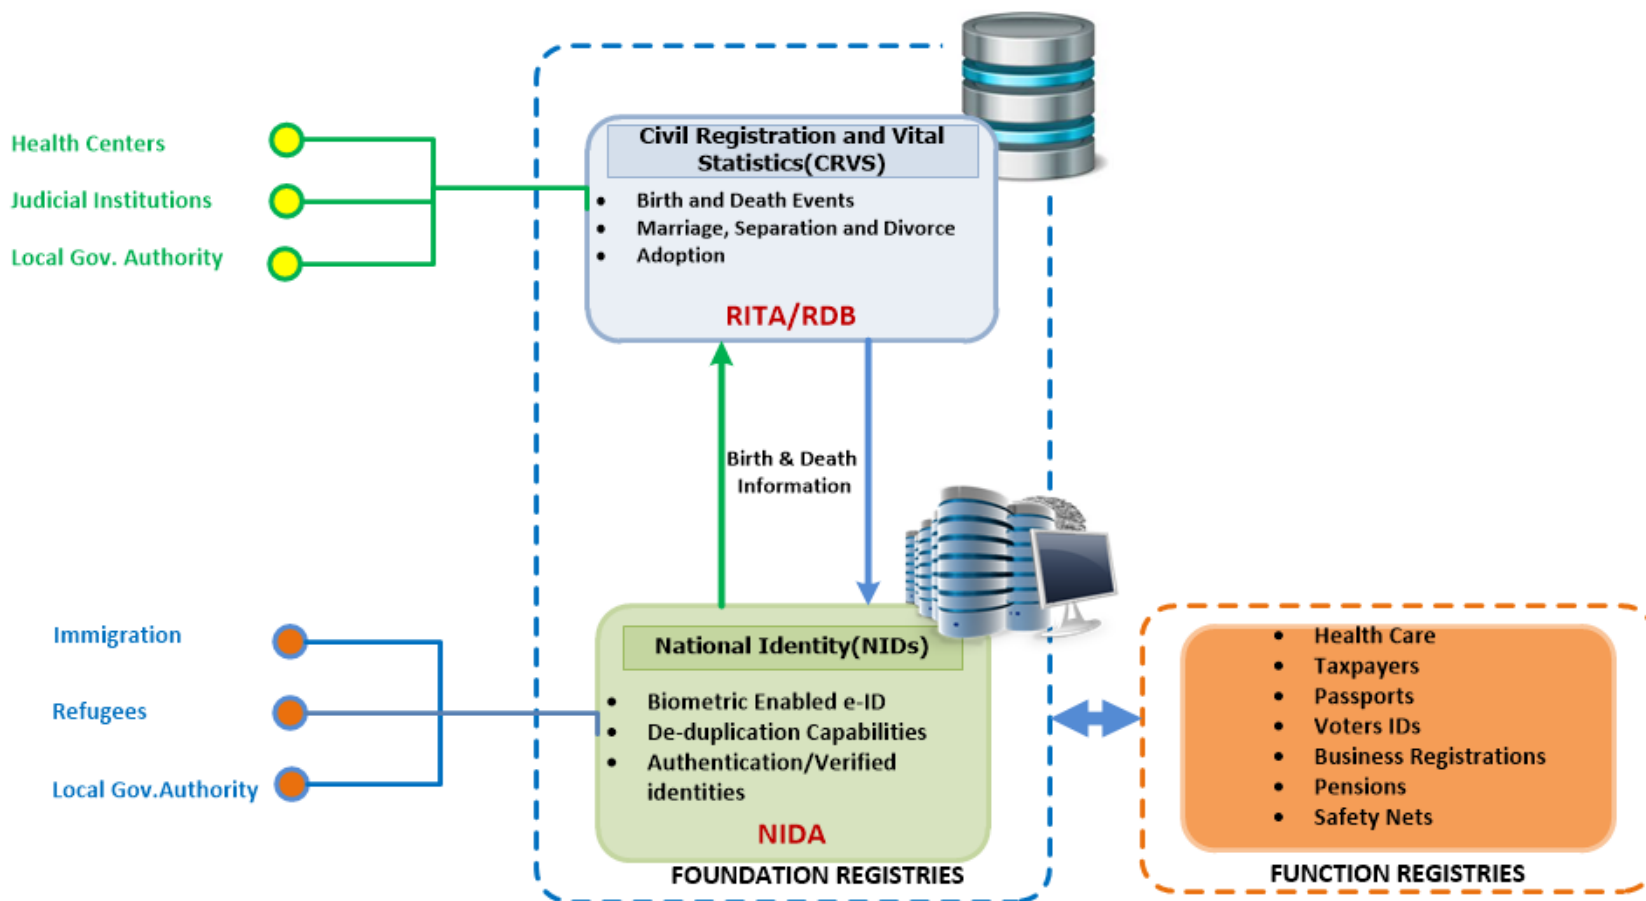 Health Centers
Judicial Institutions
Local Gov. Authority
Civil Registration and Vital
Statistics(CRVS)
• Birth and Death Events
• Marriage, Separation and Divorce
• Adoption
RITA/RDB
Birth & Death
Information
Immigration
Refugees
Local Gov.Authority
National Identity(NIDs)
• Biometric Enabled e-ID
• De-duplication Capabilities
• Authentication/Verified
identities
NIDA
FOUNDATION REGISTRIES
• Health Care
• Taxpayers
• Passports
• Voters IDs
• Business Registrations
• Pensions
• Safety Nets
FUNCTION REGISTRIES